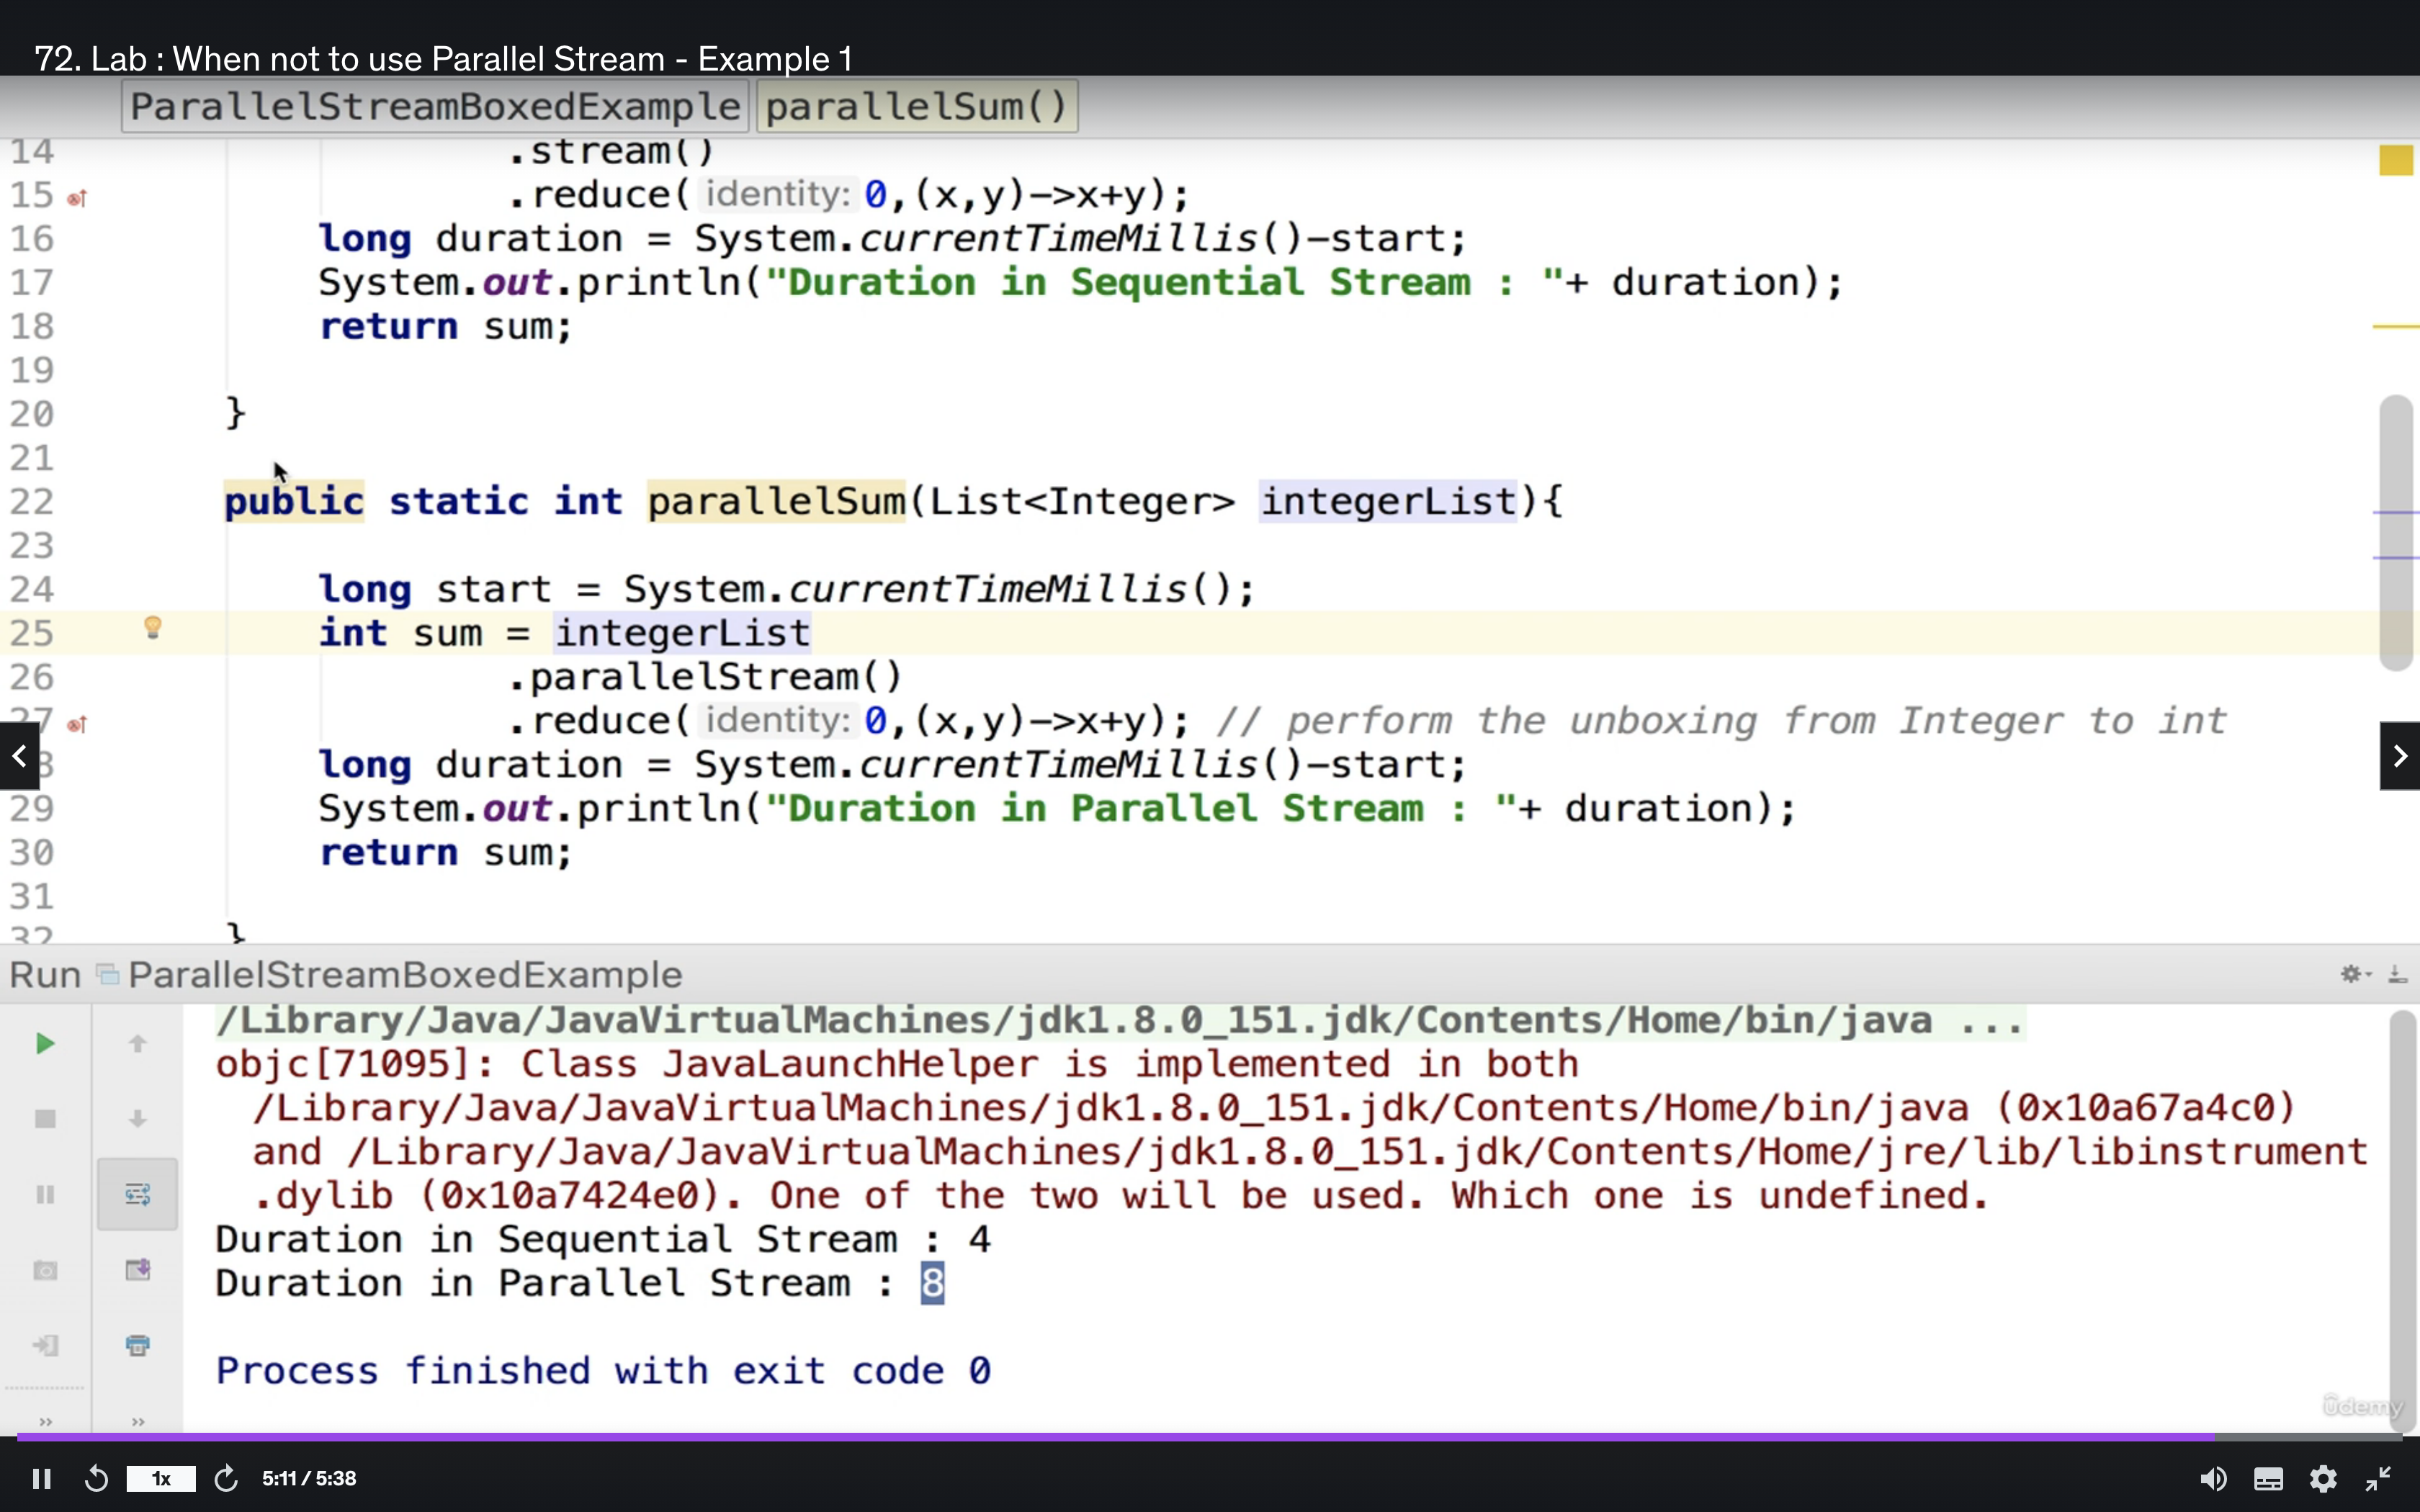 72. Lab : When not to use Parallel Stream - Example 1
ParallelStreamBoxedExample parallelSum()
14 .stream()
15 .reduce( identity: 0,(x,y)->x+y);
16 long duration = System.currentTimeMillis()-start;
17 System.out.println("Duration in Sequential Stream : "+ duration);
18 return sum;
19
20 }
21
22 public static int parallelSum(List<Integer> integerList){
23
24 long start = System.currentTimeMillis();
25 int sum = integerList
26 .parallelStream()
27 .reduce( identity: 0,(x,y)->x+y); // perform the unboxing from Integer to int
8 long duration = System.currentTimeMillis()-start;
29 System.out.println("Duration in Parallel Stream : "+ duration);
30 return sum;
31
32 }
Run ParallelStreamBoxedExample
/Library/Java/JavaVirtualMachines/jdk1.8.0_151.jdk/Contents/Home/bin/java ...
objc[71095]: Class JavaLaunchHelper is implemented in both
/Library/Java/JavaVirtualMachines/jdk1.8.0_151.jdk/Contents/Home/bin/java (0x10a67a4c0)
and /Library/Java/JavaVirtualMachines/jdk1.8.0_151.jdk/Contents/Home/jre/lib/libinstrument
.dylib (0x10a7424e0). One of the two will be used. Which one is undefined.
Duration in Sequential Stream : 4
Duration in Parallel Stream : 8
Process finished with exit code 0
ûdemy
1x 5:11 / 5:38